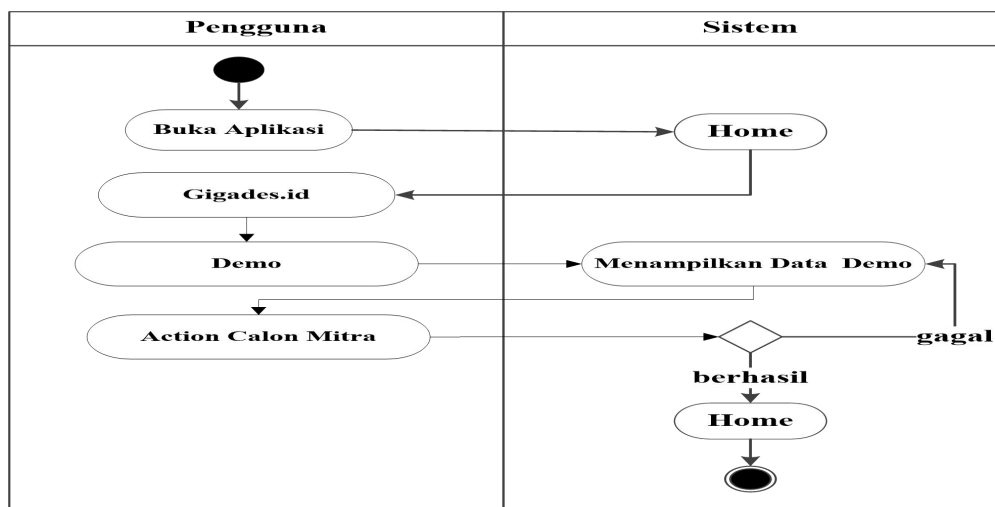 Pengguna
Sistem
Buka Aplikasi
Home
Gigades.id
Demo
Menampilkan Data Demo
Action Calon Mitra
gagal
berhasil
Home